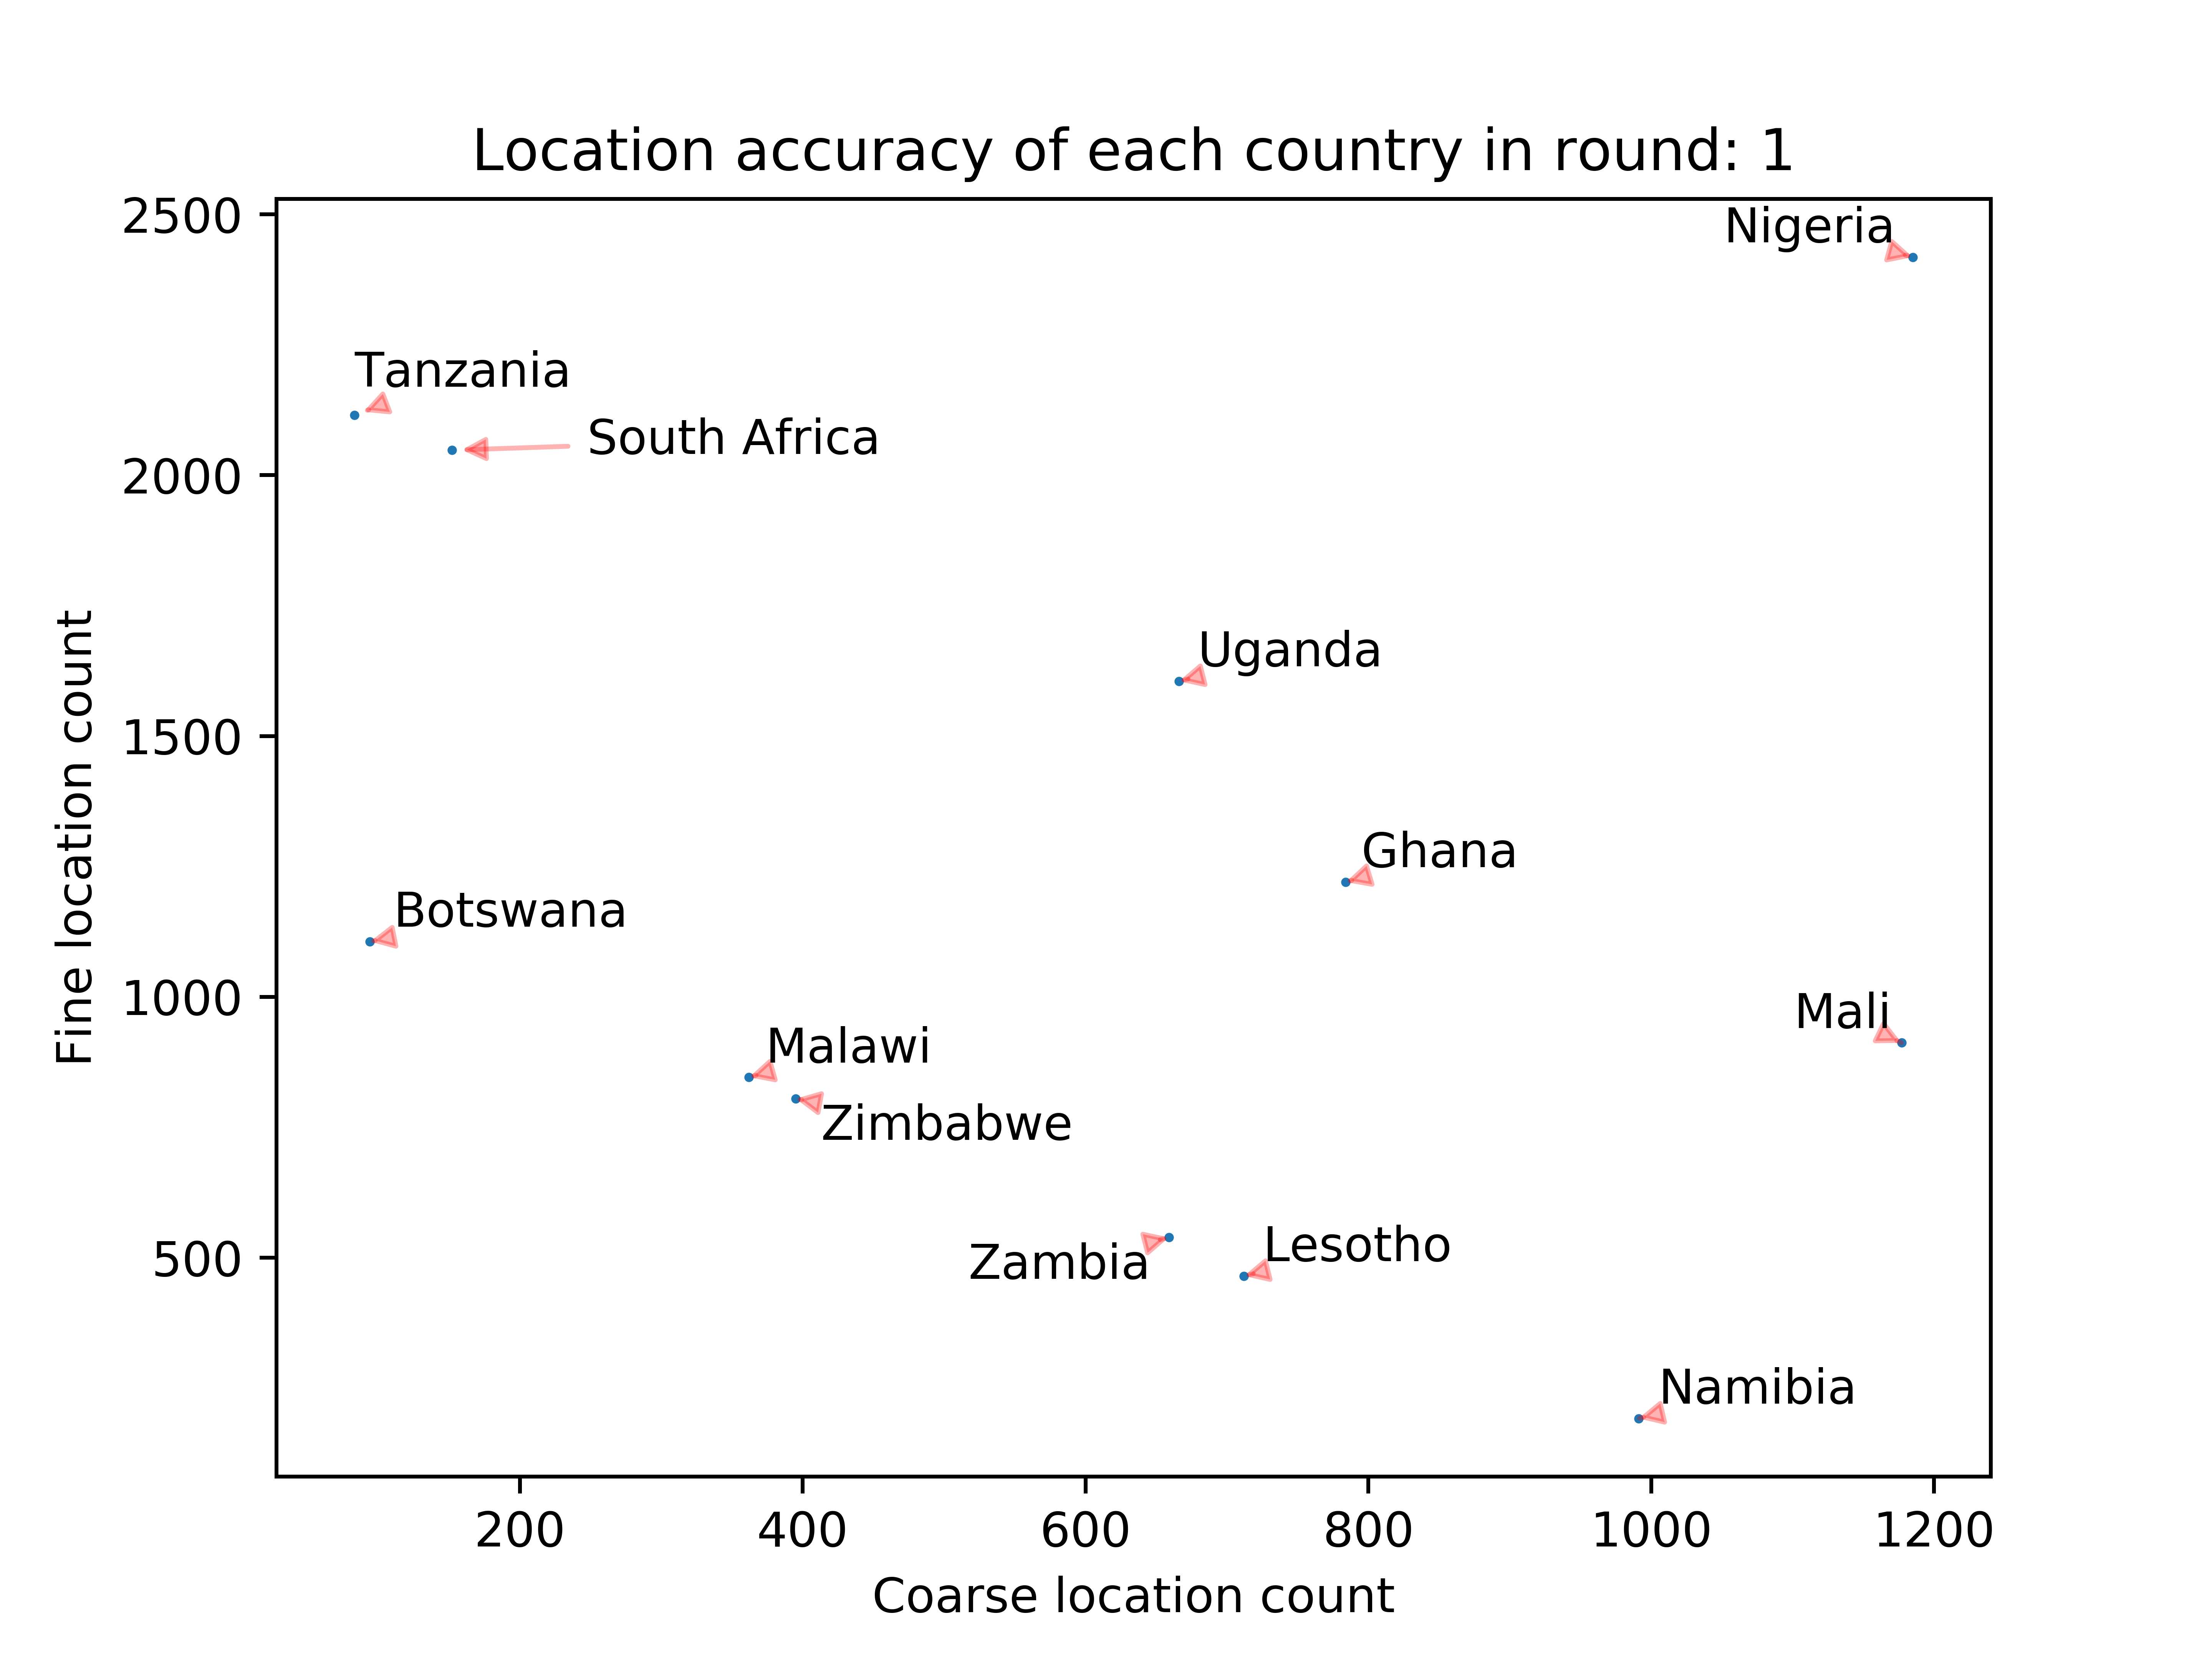 Location accuracy of each country in round: 1
2500
Nigeria
Tanzania
South Africa
2000
Uganda
1500
Ghana
Botswana
1000
Mali
Malawi
Zimbabwe
500
Zambia
Lesotho
Namibia
Fine location count
200 400 600 800 1000 1200
Coarse location count